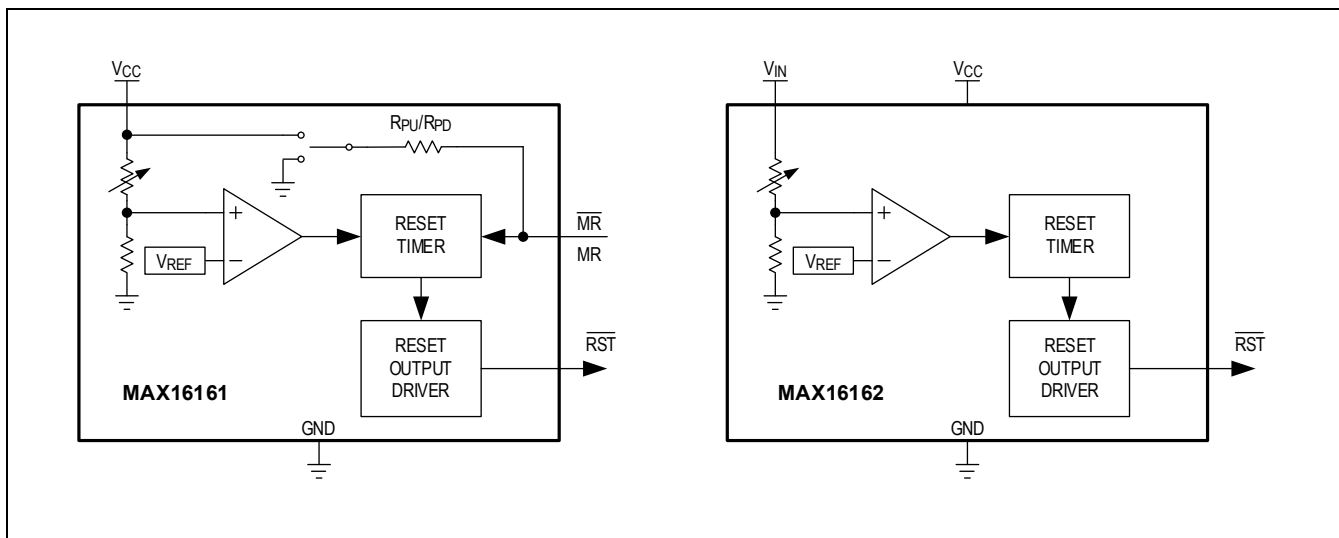 VCC
RPU/RPD
+
−
VREF
RESET
TIMER
MR
MR
RESET
OUTPUT
DRIVER
RST
MAX16161
GND
VIN
VCC
+
−
VREF
RESET
TIMER
RESET
OUTPUT
DRIVER
RST
MAX16162
GND